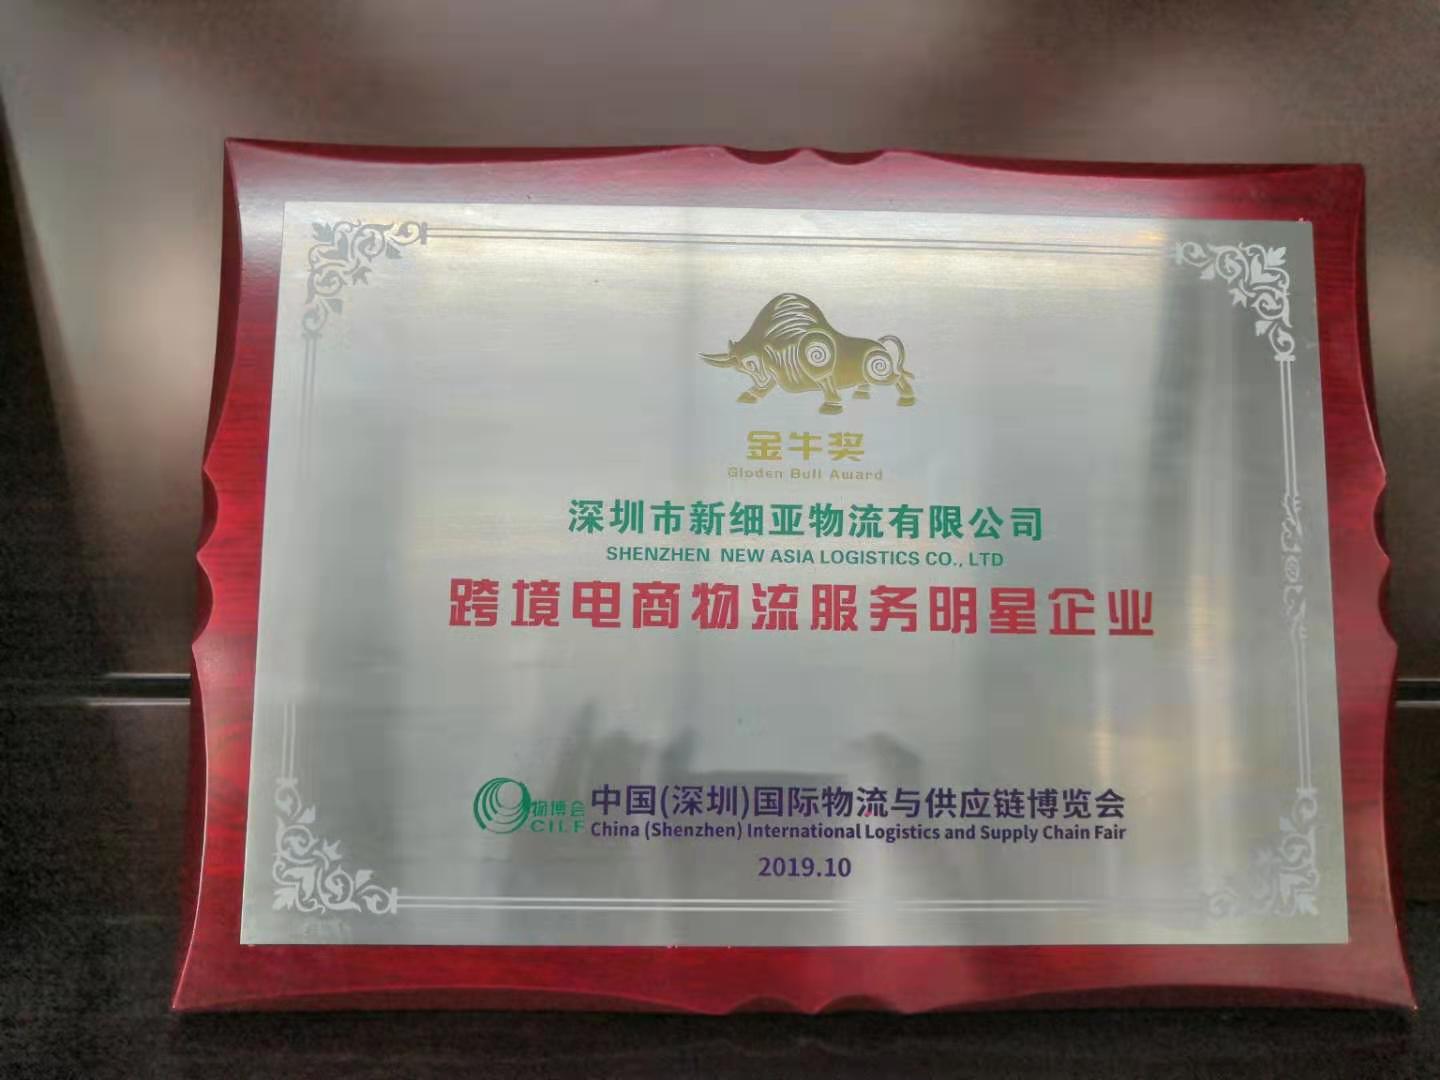 金牛奖
Gloden Bull Award
深圳市新细亚物流有限公司
SHENZHEN NEW ASIA LOGISTICS CO., LTD
跨境电商物流服务明星企业
物博会
CILF
中国(深圳)国际物流与供应链博览会
China (Shenzhen) International Logistics and Supply Chain Fair
2019.10